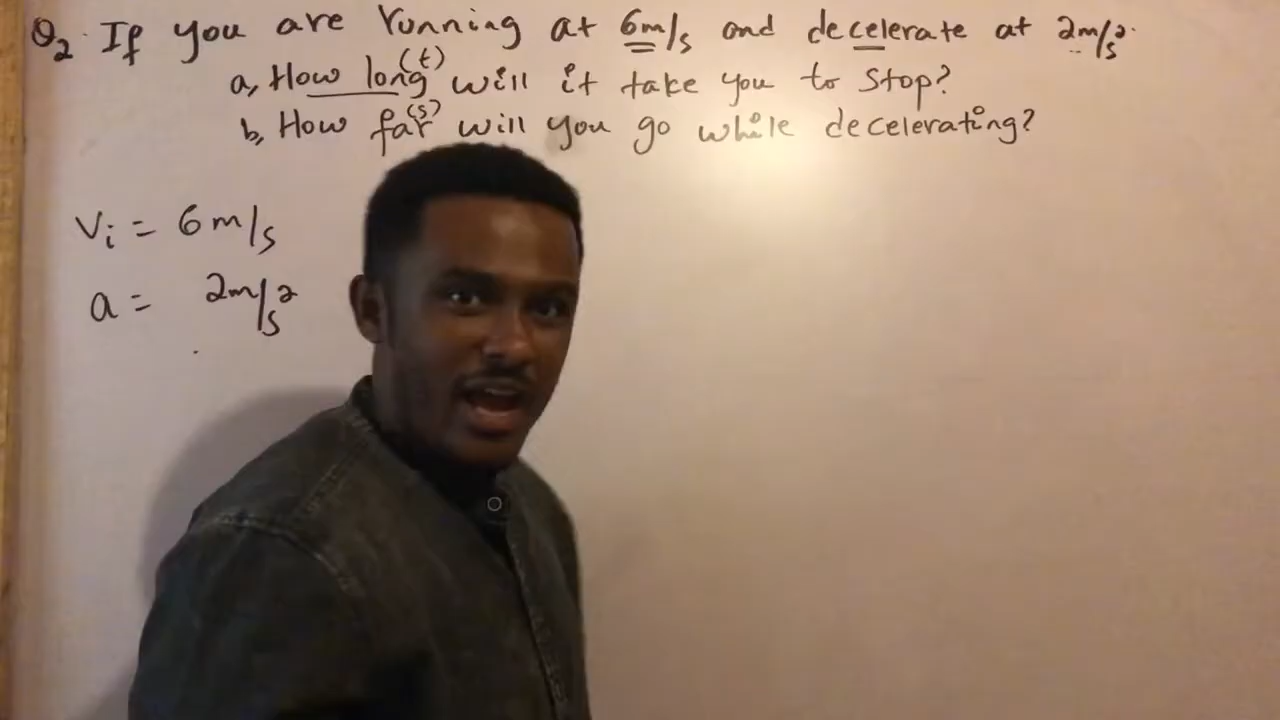 Q2. If you are running at 6m/s and decelerate at 2m/s².
a, How long (t) will it take you to stop?
b, How far (s) will you go while decelerating?
Vi = 6m/s
a = 2m/s²